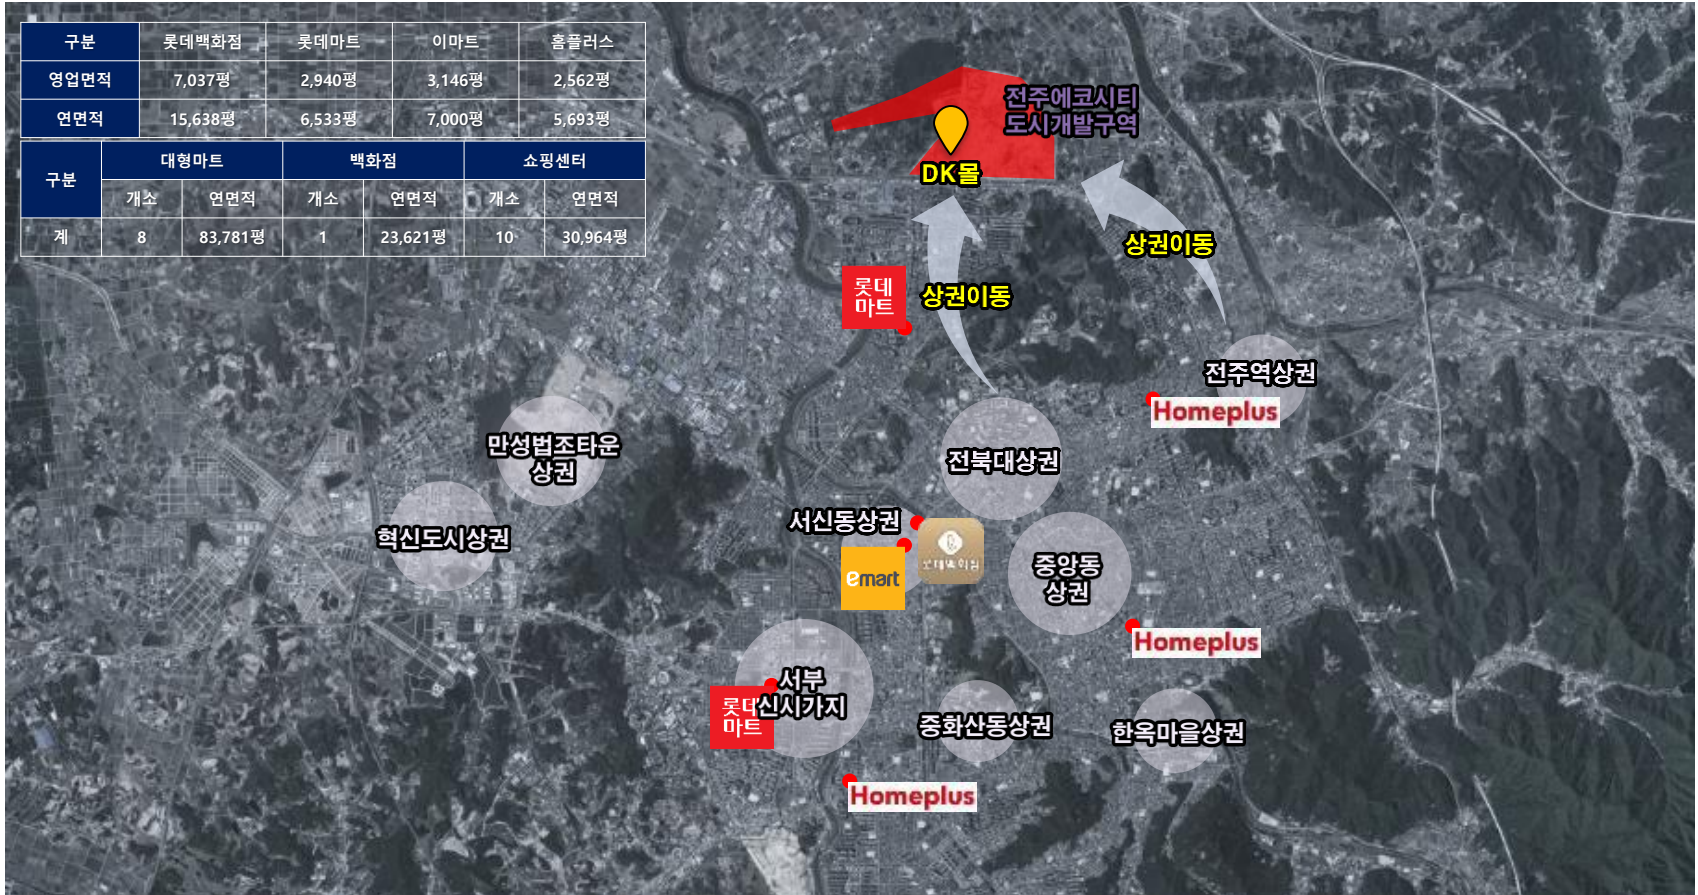 구분 롯데백화점 롯데마트 이마트 홈플러스
영업면적 7,037평 2,940평 3,146평 2,562평
연면적 15,638평 6,533평 7,000평 5,693평
구분 대형마트 백화점 쇼핑센터
개소 연면적 개소 연면적 개소 연면적
계 8 83,781평 1 23,621평 10 30,964평
전주에코시티
도시개발구역
DK몰
상권이동
롯데
마트
상권이동
전주역상권
Homeplus
만성법조타운
상권
전북대상권
혁신도시상권
서신동상권
롯데백화점
emart
중앙동
상권
Homeplus
서부
신시가지
롯데
마트
중화산동상권
한옥마을상권
Homeplus